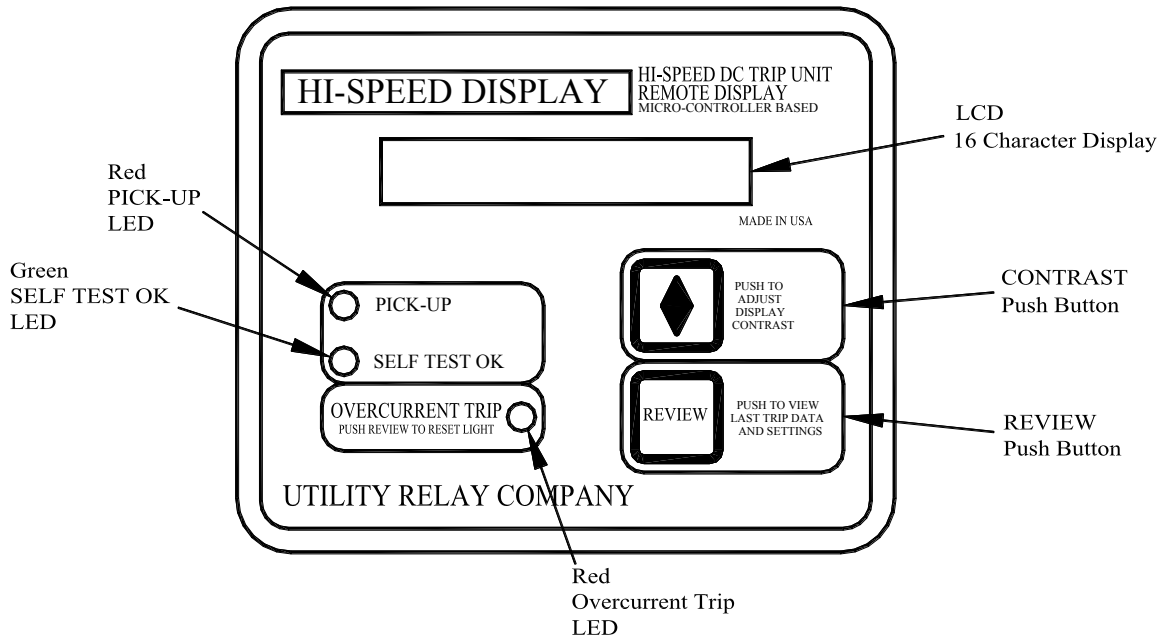 HI-SPEED DISPLAY
HI-SPEED DC TRIP UNIT
REMOTE DISPLAY
MICRO-CONTROLLER BASED
LCD
16 Character Display
MADE IN USA
Red
PICK-UP
LED
Green
SELF TEST OK
LED
PICK-UP
SELF TEST OK
OVERCURRENT TRIP
PUSH REVIEW TO RESET LIGHT
PUSH TO
ADJUST
DISPLAY
CONTRAST
CONTRAST
Push Button
REVIEW
PUSH TO VIEW
LAST TRIP DATA
AND SETTINGS
REVIEW
Push Button
UTILITY RELAY COMPANY
Red
Overcurrent Trip
LED